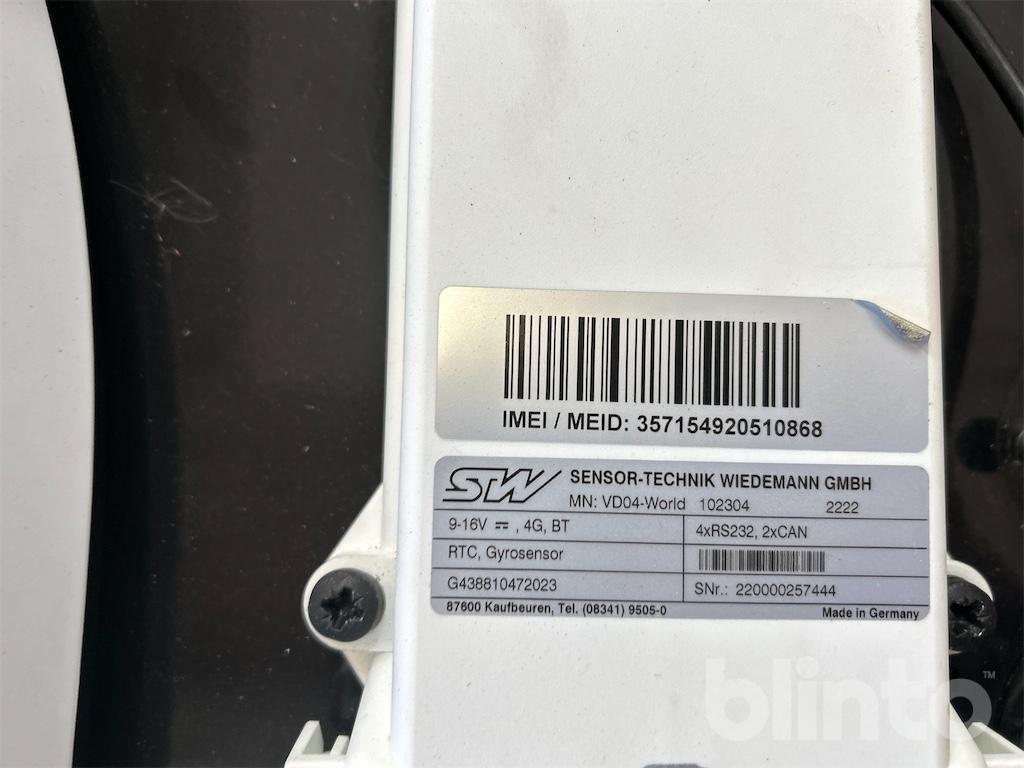 IMEI / MEID: 357154920510868
STW SENSOR-TECHNIK WIEDEMANN GMBH
MN: VD04-World 102304 2222
9-16V ⎓ , 4G, BT 4xRS232, 2xCAN
RTC, Gyrosensor
G438810472023 SNr.: 220000257444
87600 Kaufbeuren, Tel. (08341) 9505-0 Made in Germany
blinto™